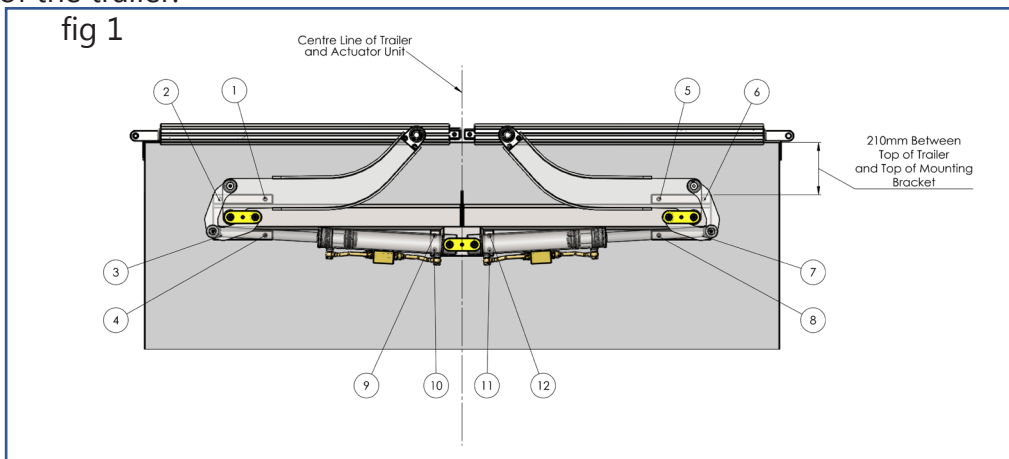 of the trailer.
fig 1
Centre Line of Trailer
and Actuator Unit
2
1
5
6
210mm Between
Top of Trailer
and Top of Mounting
Bracket
3
7
4
8
9
10
11
12